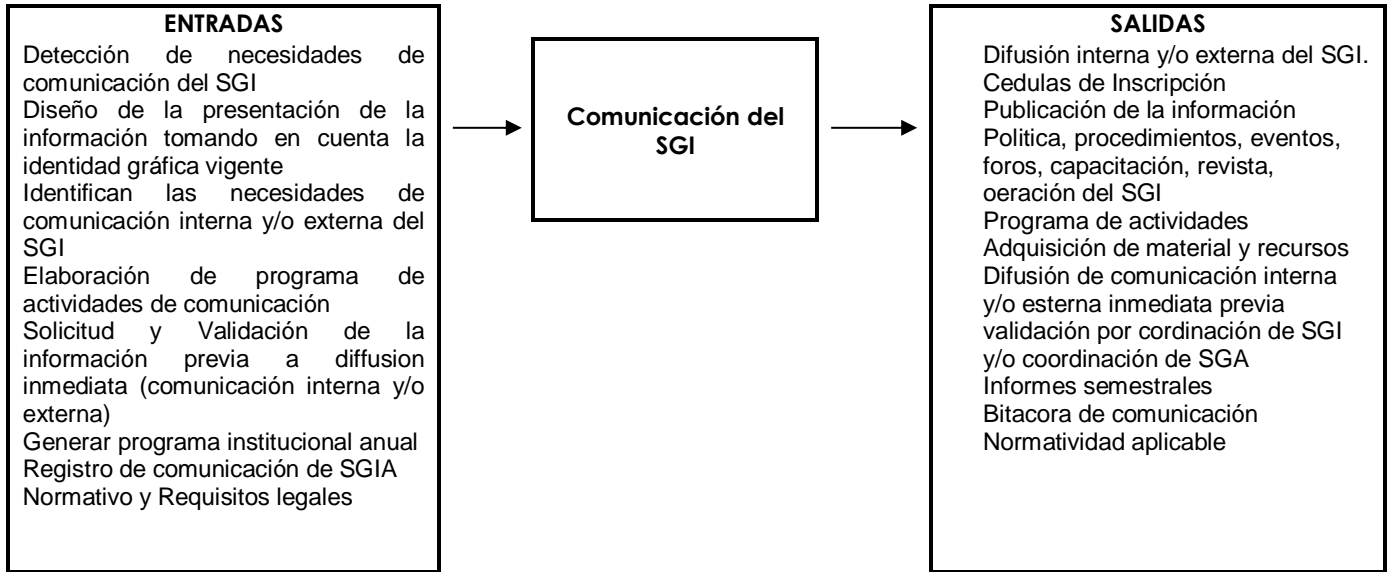 ENTRADAS
Detección de necesidades de
comunicación del SGI
Diseño de la presentación de la
información tomando en cuenta la
identidad gráfica vigente
Identifican las necesidades de
comunicación interna y/o externa del
SGI
Elaboración de programa de
actividades de comunicación
Solicitud y Validación de la
información previa a diffusion
inmediata (comunicación interna y/o
externa)
Generar programa institucional anual
Registro de comunicación de SGIA
Normativo y Requisitos legales
Comunicación del
SGI
SALIDAS
Difusión interna y/o externa del SGI.
Cedulas de Inscripción
Publicación de la información
Politica, procedimientos, eventos,
foros, capacitación, revista,
oeración del SGI
Programa de actividades
Adquisición de material y recursos
Difusión de comunicación interna
y/o esterna inmediata previa
validación por cordinación de SGI
y/o coordinación de SGA
Informes semestrales
Bitacora de comunicación
Normatividad aplicable